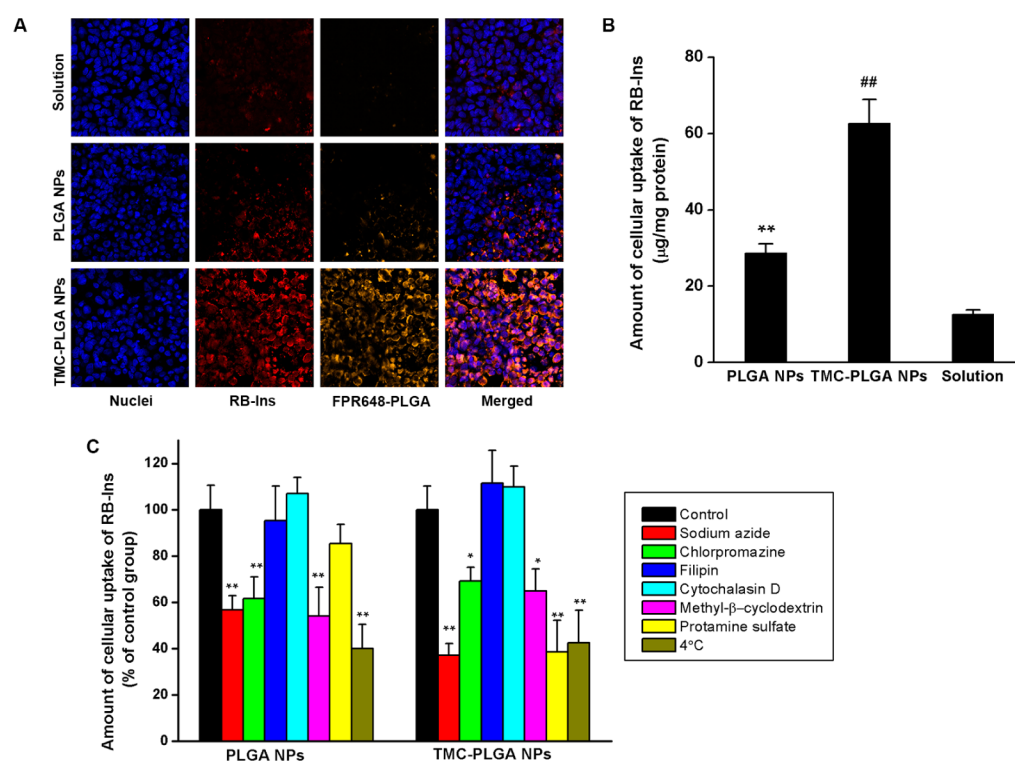 A
Solution
PLGA NPs
TMC-PLGA NPs
Nuclei
RB-Ins
FPR648-PLGA
Merged
B
Amount of cellular uptake of RB-Ins
(µg/mg protein)
80
60
40
20
0
**
##
PLGA NPs
TMC-PLGA NPs
Solution
C
Amount of cellular uptake of RB-Ins
(% of control group)
120
100
80
60
40
20
0
**
**
**
**
**
*
*
**
**
PLGA NPs
TMC-PLGA NPs
Control
Sodium azide
Chlorpromazine
Filipin
Cytochalasin D
Methyl-β–cyclodextrin
Protamine sulfate
4°C